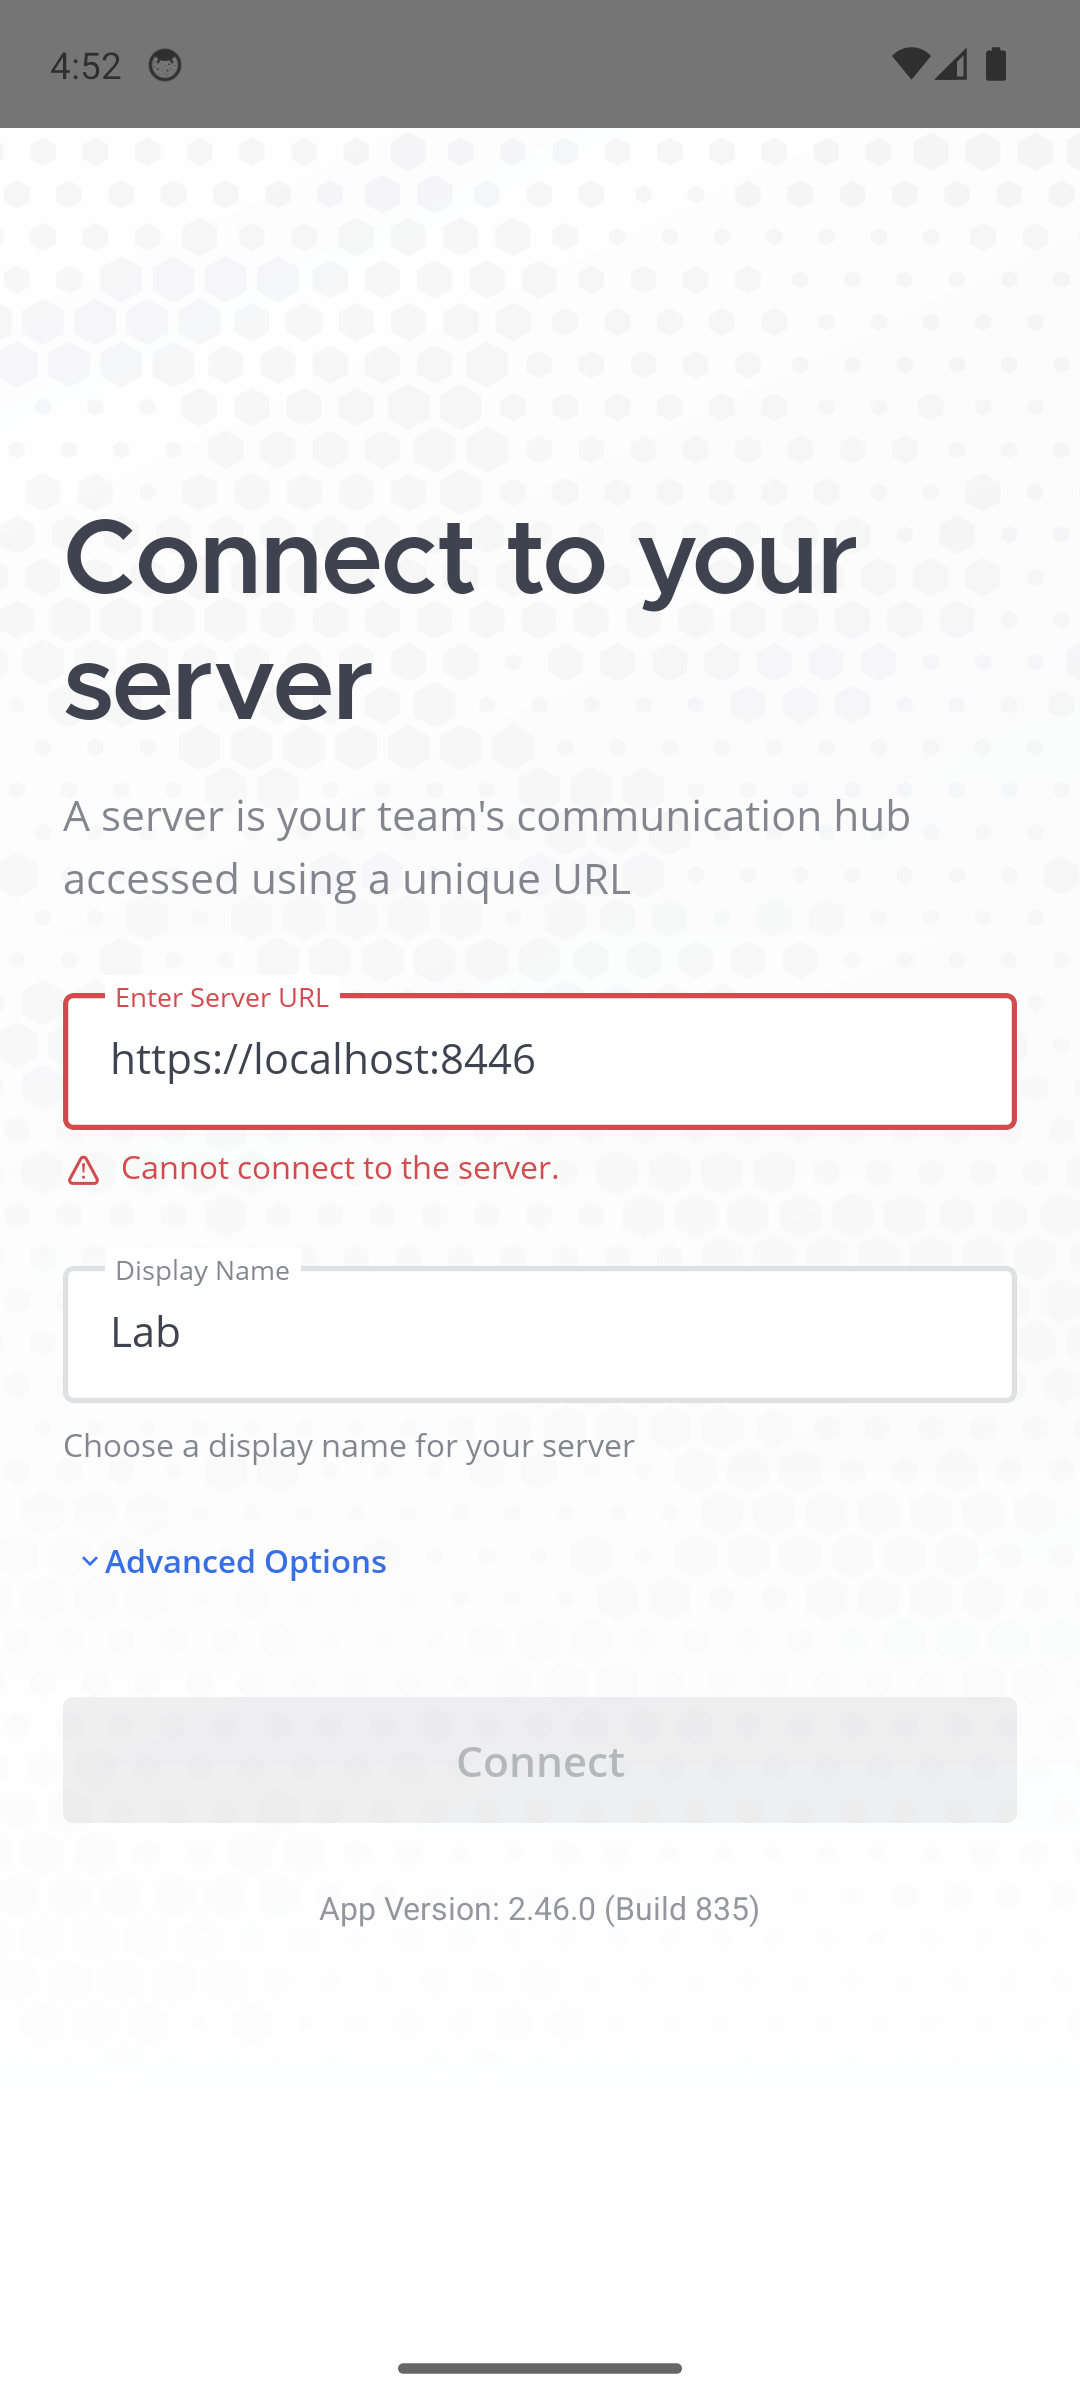 4:52
Connect to your
server
A server is your team's communication hub
accessed using a unique URL
Enter Server URL
https://localhost:8446
Cannot connect to the server.
Display Name
Lab
Choose a display name for your server
Advanced Options
Connect
App Version: 2.46.0 (Build 835)